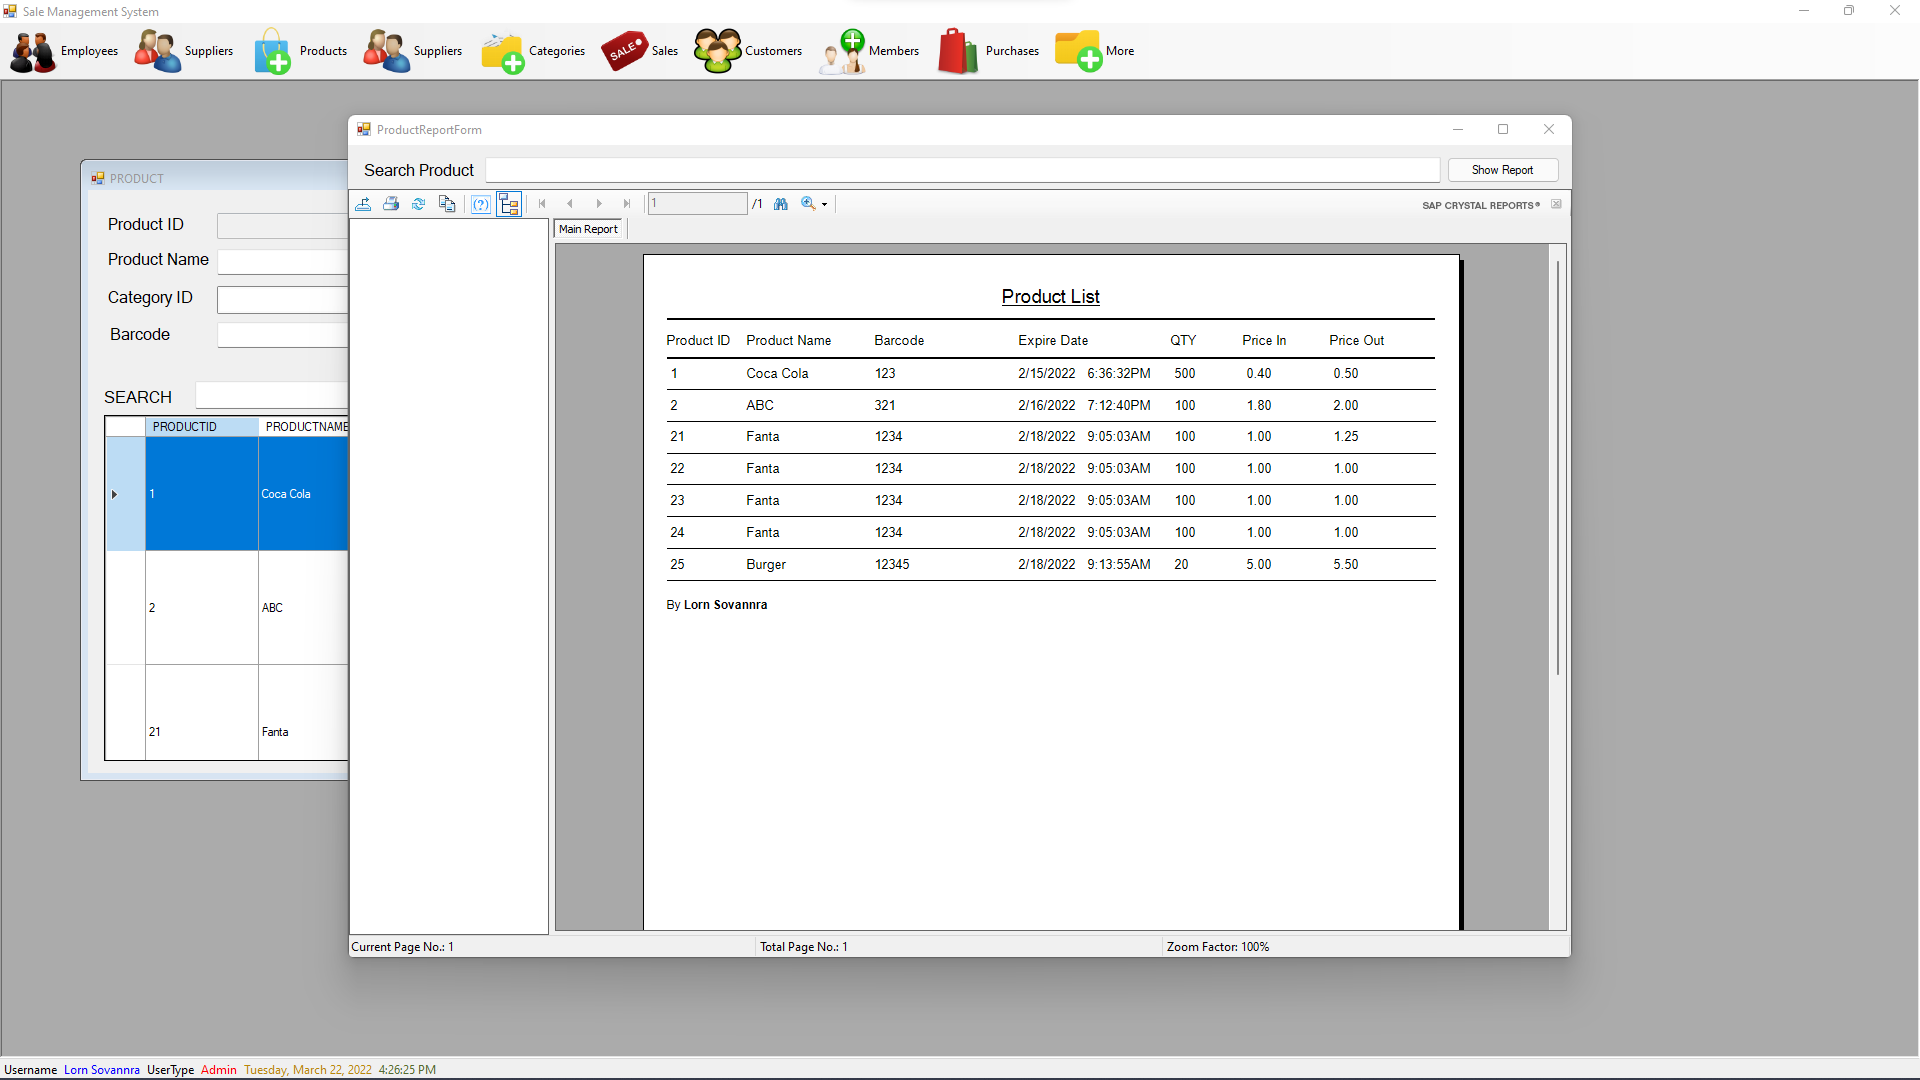 Sale Management System
Employees Suppliers Products Suppliers Categories SALE Sales Customers Members Purchases More
ProductReportForm
Search Product Show Report
1 /1 SAP CRYSTAL REPORTS®
Main Report
PRODUCT
Product ID
Product Name
Category ID
Barcode
SEARCH
PRODUCTID PRODUCTNAME
1 Coca Cola
2 ABC
21 Fanta
Product List
Product ID Product Name Barcode Expire Date QTY Price In Price Out
1 Coca Cola 123 2/15/2022 6:36:32PM 500 0.40 0.50
2 ABC 321 2/16/2022 7:12:40PM 100 1.80 2.00
21 Fanta 1234 2/18/2022 9:05:03AM 100 1.00 1.25
22 Fanta 1234 2/18/2022 9:05:03AM 100 1.00 1.00
23 Fanta 1234 2/18/2022 9:05:03AM 100 1.00 1.00
24 Fanta 1234 2/18/2022 9:05:03AM 100 1.00 1.00
25 Burger 12345 2/18/2022 9:13:55AM 20 5.00 5.50
By Lorn Sovannra
Current Page No.: 1 Total Page No.: 1 Zoom Factor: 100%
Username Lorn Sovannra UserType Admin Tuesday, March 22, 2022 4:26:25 PM